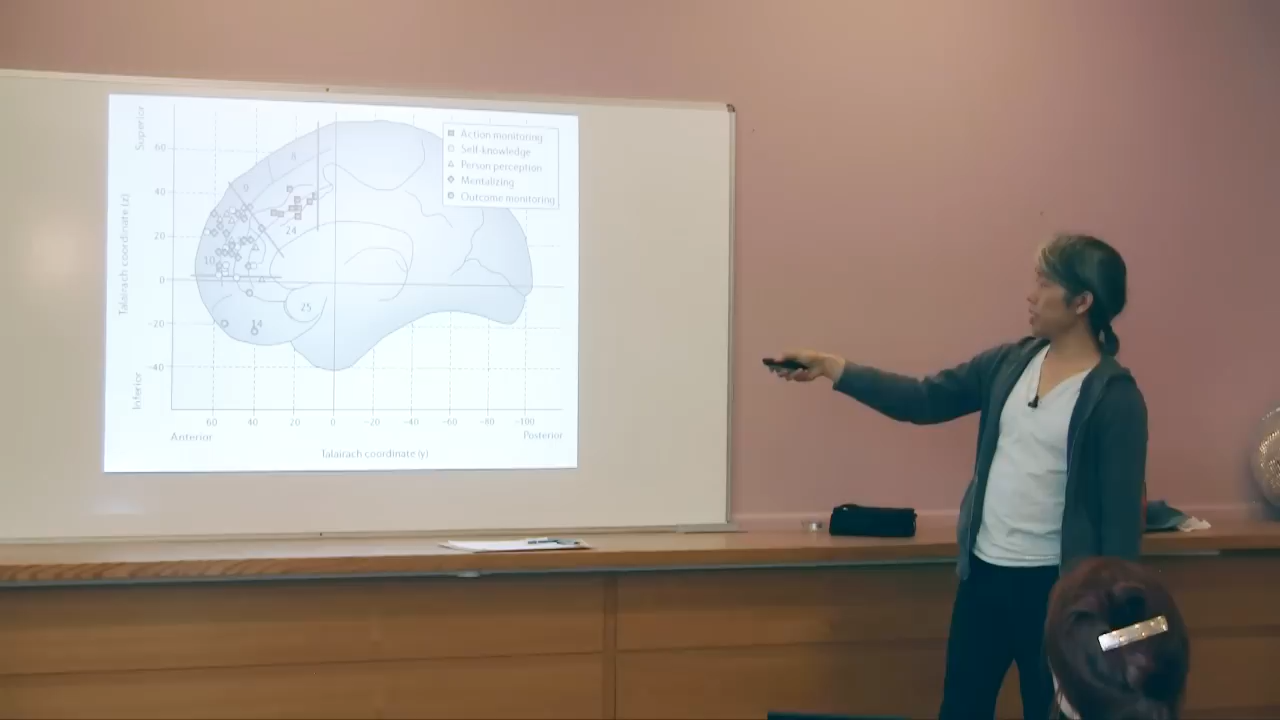 Superior
Talairach coordinate (z)
Inferior
60
40
20
0
-20
-40
Action monitoring
Self-knowledge
Person perception
Mentalizing
Outcome monitoring
8
9
24
10
25
14
60
40
20
0
-20
-40
-60
-80
-100
Anterior
Posterior
Talairach coordinate (y)